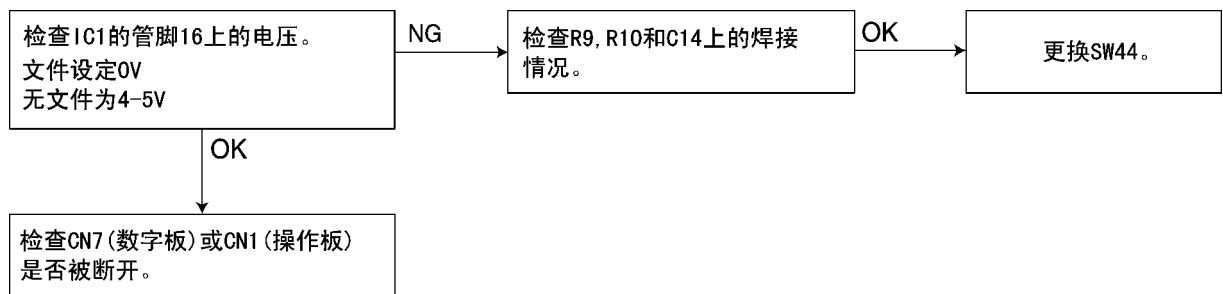 检查IC1的管脚16上的电压。
文件设定0V
无文件为4-5V
NG
检查R9,R10和C14上的焊接
情况。
OK
更换SW44。
OK
检查CN7(数字板)或CN1(操作板)
是否被断开。